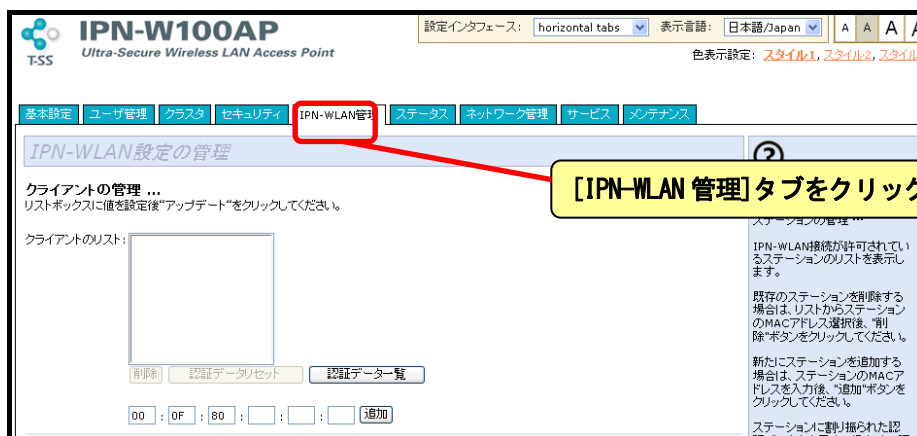 IPN-W100AP
Ultra-Secure Wireless LAN Access Point
T-SS
設定インタフェース: horizontal tabs 表示言語: 日本語/Japan A A A A
色表示設定: スタイル1, スタイル2, スタイル
基本設定 ユーザ管理 クラスタ セキュリティ IPN-WLAN管理 ステータス ネットワーク管理 サービス メンテナンス
IPN-WLAN設定の管理
[IPN-WLAN 管理]タブをクリック
クライアントの管理 ...
リストボックスに値を設定後"アップデート"をクリックしてください。
クライアントのリスト:
削除 認証データリセット 認証データ一覧
00 : 0F : 80 : : : 追加
ステーションの管理 ...
IPN-WLAN接続が許可されてい
るステーションのリストを表示し
ます。
既存のステーションを削除する
場合は、リストからステーション
のMACアドレス選択後、"削
除"ボタンをクリックしてください。
新たにステーションを追加する
場合は、ステーションのMACア
ドレスを入力後、"追加"ボタンを
クリックしてください。
ステーションに割り振られた認